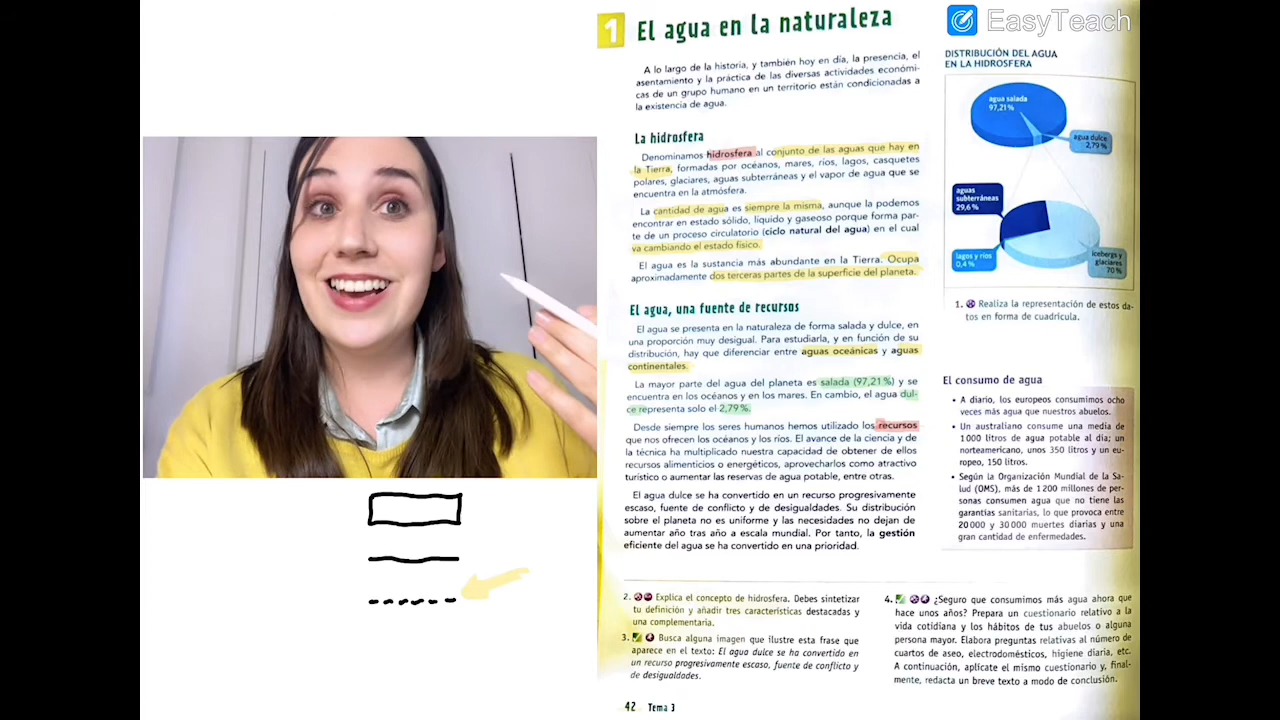 1 El agua en la naturaleza
A lo largo de la historia, y también hoy en día, la presencia, el
asentamiento y la práctica de las diversas actividades económi-
cas de un grupo humano en un territorio están condicionadas a
la existencia de agua.
La hidrosfera
Denominamos hidrosfera al conjunto de las aguas que hay en
la Tierra, formadas por océanos, mares, ríos, lagos, casquetes
polares, glaciares, aguas subterráneas y el vapor de agua que se
encuentra en la atmósfera.
La cantidad de agua es siempre la misma, aunque la podemos
encontrar en estado sólido, líquido y gaseoso porque forma par-
te de un proceso circulatorio (ciclo natural del agua) en el cual
va cambiando el estado físico.
El agua es la sustancia más abundante en la Tierra. Ocupa
aproximadamente dos terceras partes de la superficie del planeta.
El agua, una fuente de recursos
El agua se presenta en la naturaleza de forma salada y dulce, en
una proporción muy desigual. Para estudiarla, y en función de su
distribución, hay que diferenciar entre aguas oceánicas y aguas
continentales.
La mayor parte del agua del planeta es salada (97,21%) y se
encuentra en los océanos y en los mares. En cambio, el agua dul-
ce representa solo el 2,79%.
Desde siempre los seres humanos hemos utilizado los recursos
que nos ofrecen los océanos y los ríos. El avance de la ciencia y de
la técnica ha multiplicado nuestra capacidad de obtener de ellos
recursos alimenticios o energéticos, aprovecharlos como atractivo
turístico o aumentar las reservas de agua potable, entre otras.
El agua dulce se ha convertido en un recurso progresivamente
escaso, fuente de conflicto y de desigualdades. Su distribución
sobre el planeta no es uniforme y las necesidades no dejan de
aumentar año tras año a escala mundial. Por tanto, la gestión
eficiente del agua se ha convertido en una prioridad.
EasyTeach
DISTRIBUCIÓN DEL AGUA
EN LA HIDROSFERA
agua salada
97,21%
agua dulce
2,79%
aguas
subterráneas
29,6%
lagos y ríos
0,4%
icebergs y
glaciares
70%
1. Realiza la representación de estos da-
tos en forma de cuadrícula.
El consumo de agua
• A diario, los europeos consumimos ocho
veces más agua que nuestros abuelos.
• Un australiano consume una media de
1000 litros de agua potable al día; un
norteamericano, unos 350 litros y un eu-
ropeo, 150 litros.
• Según la Organización Mundial de la Sa-
lud (OMS), más de 1200 millones de per-
sonas consumen agua que no tiene las
garantías sanitarias, lo que provoca entre
20000 y 30000 muertes diarias y una
gran cantidad de enfermedades.
2. Explica el concepto de hidrosfera. Debes sintetizar
tu definición y añadir tres características destacadas y
una complementaria.
3. Busca alguna imagen que ilustre esta frase que
aparece en el texto: El agua dulce se ha convertido en
un recurso progresivamente escaso, fuente de conflicto y
de desigualdades.
4. ¿Seguro que consumimos más agua ahora que
hace unos años? Prepara un cuestionario relativo a la
vida cotidiana y los hábitos de tus abuelos o alguna
persona mayor. Elabora preguntas relativas al número de
cuartos de aseo, electrodomésticos, higiene diaria, etc.
A continuación, aplícate el mismo cuestionario y, final-
mente, redacta un breve texto a modo de conclusión.
42 Tema 3